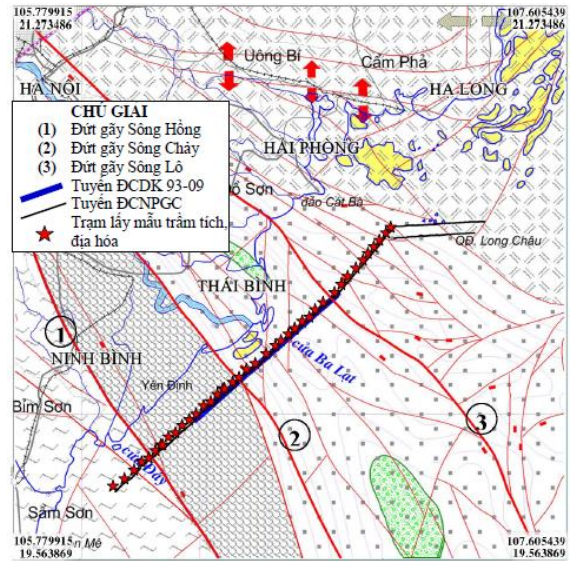 105.779915
21.273486
107.605439
21.273486
Uông Bí
Cẩm Phả
HÀ NỘI
HẠ LONG
CHÚ GIẢI
(1) Đứt gãy Sông Hồng
(2) Đứt gãy Sông Chảy
(3) Đứt gãy Sông Lô
Tuyến ĐCDK 93-09
Tuyến ĐCNPGC
Trạm lấy mẫu trầm tích,
địa hóa
HẢI PHÒNG
Sơn
đảo Cát Bà
QĐ. Long Châu
THÁI BÌNH
1
NINH BÌNH
cửa Ba Lạt
Yên Định
Bỉm Sơn
3
2
cửa Đáy
Sầm Sơn
105.779915
19.563869
n Mê
107.605439
19.563869